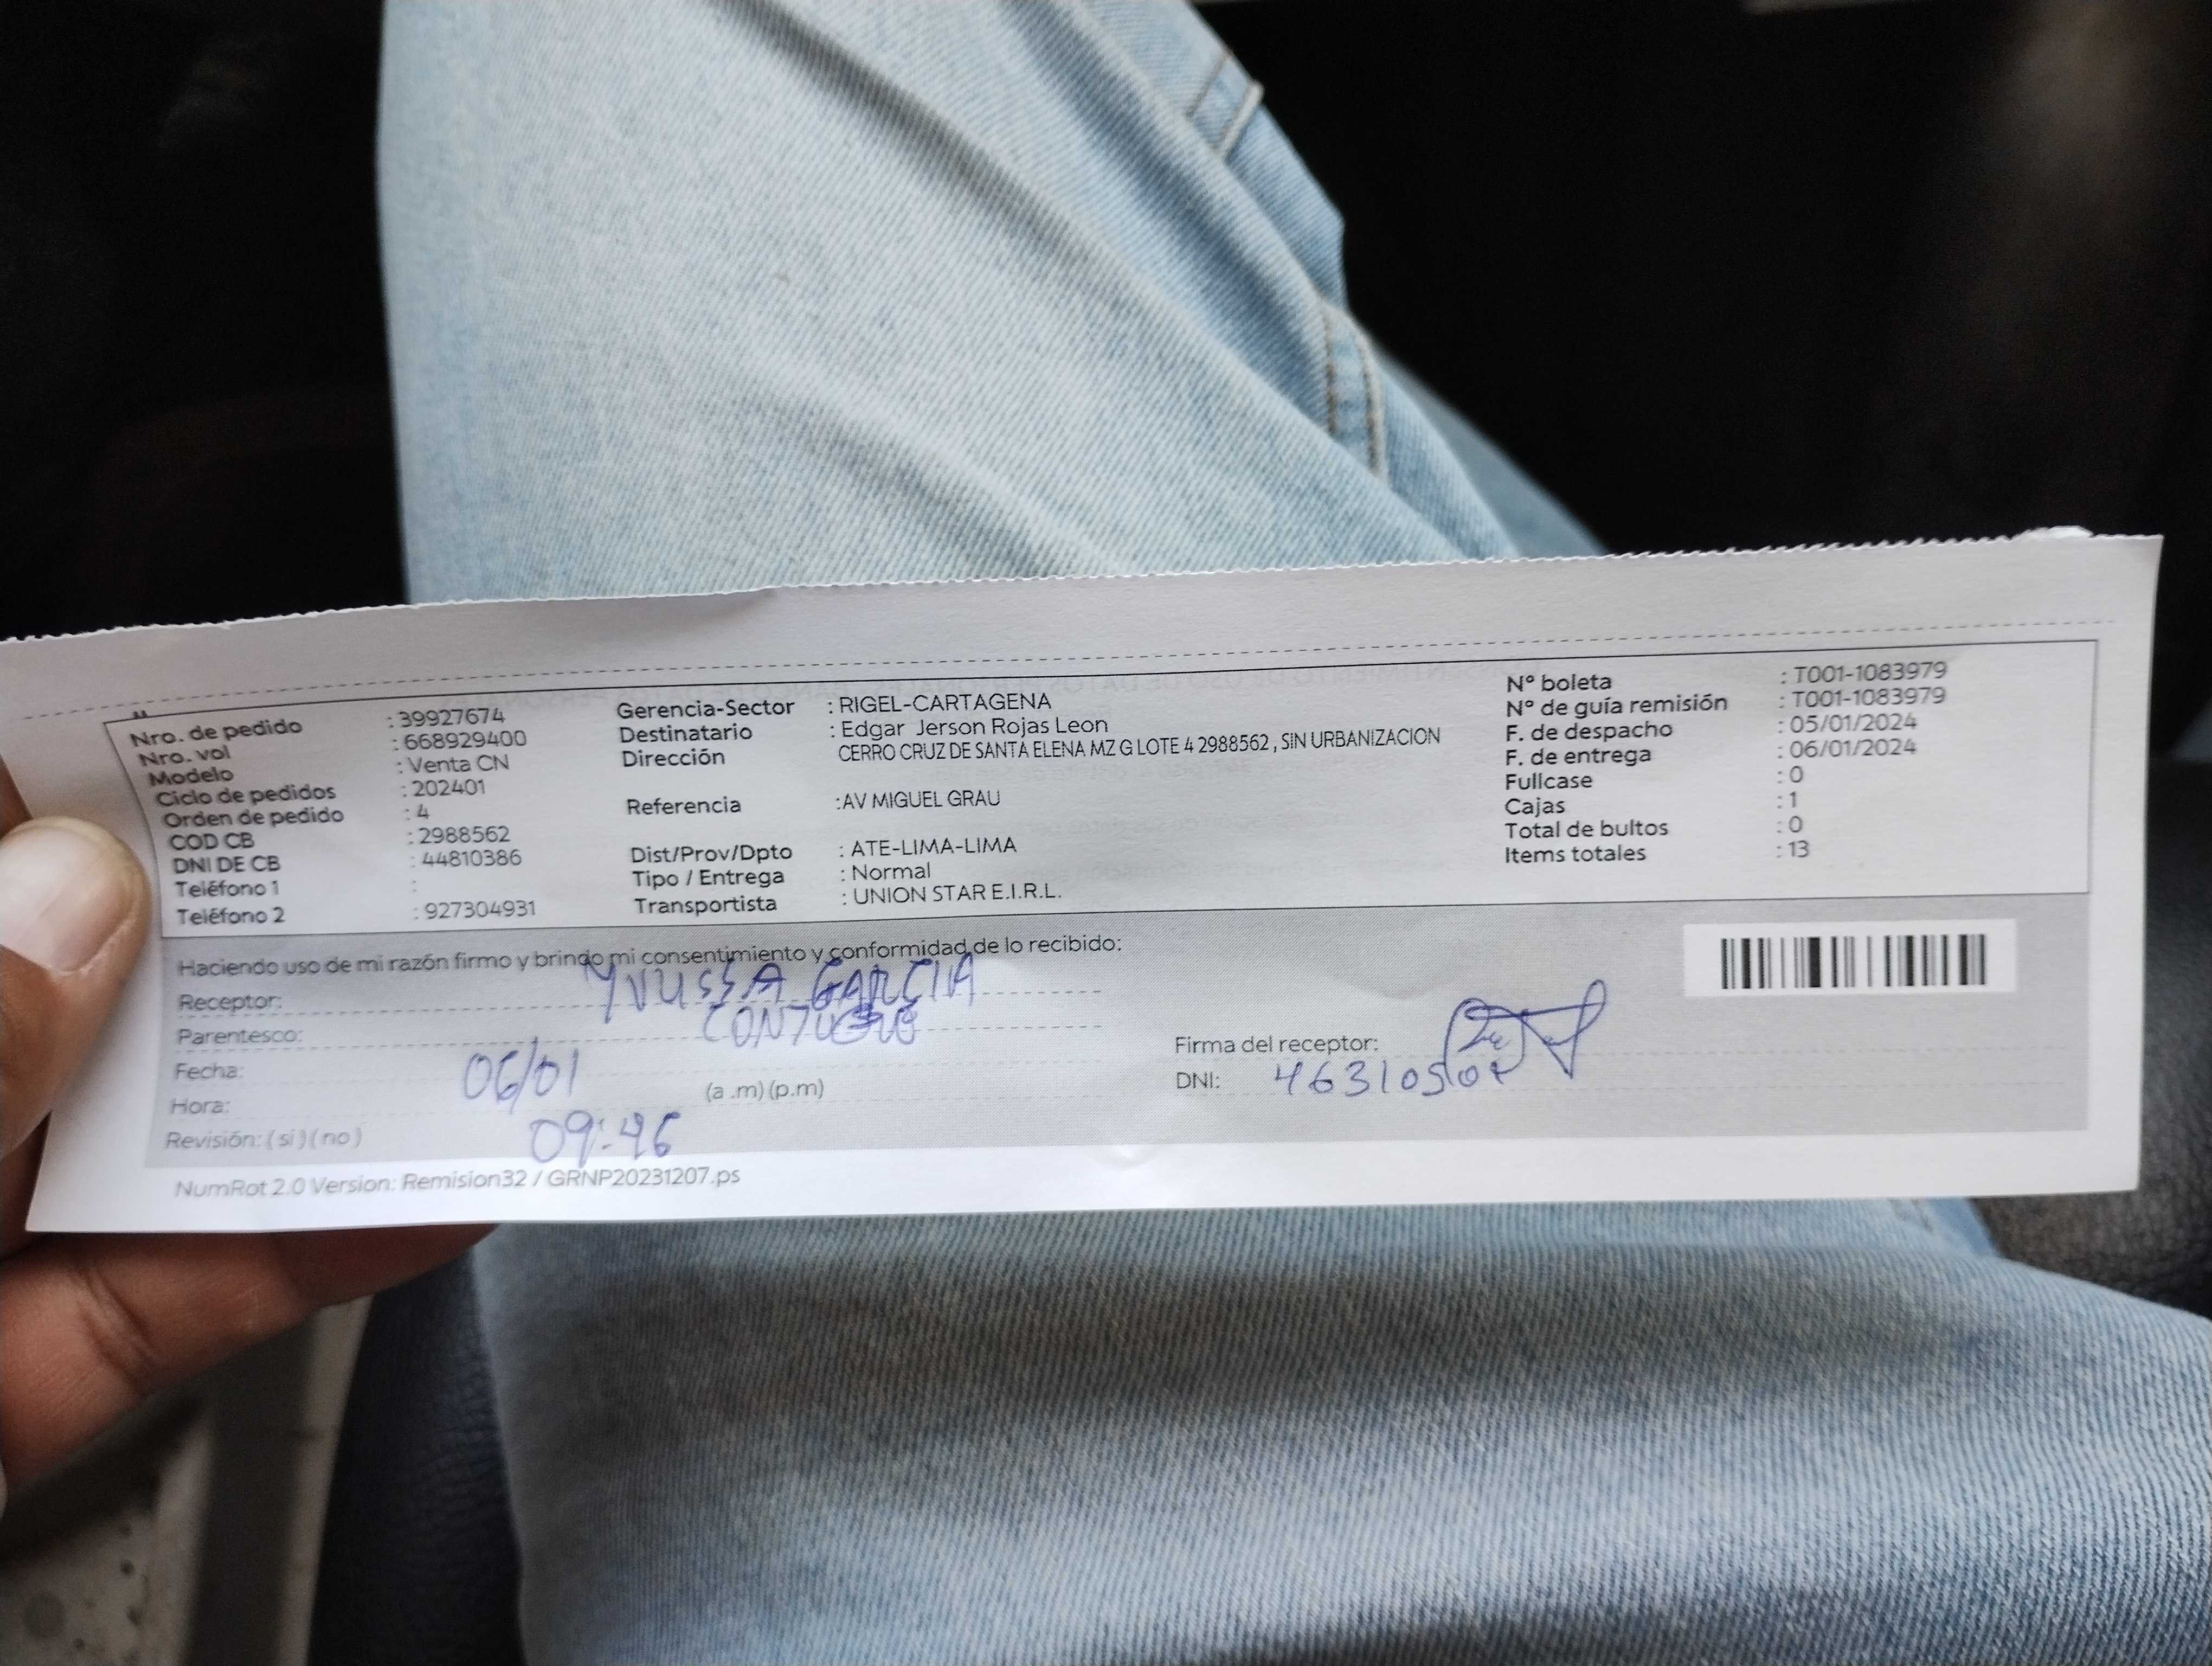 Nro. de pedido : 39927674
Nro. vol : 668929400
Modelo : Venta CN
Ciclo de pedidos : 202401
Orden de pedido : 4
COD CB : 2988562
DNI DE CB : 44810386
Teléfono 1 :
Teléfono 2 : 927304931
Gerencia-Sector : RIGEL-CARTAGENA
Destinatario : Edgar Jerson Rojas Leon
Dirección CERRO CRUZ DE SANTA ELENA MZ G LOTE 4 2988562 , SIN URBANIZACION
Referencia : AV MIGUEL GRAU
Dist/Prov/Dpto : ATE-LIMA-LIMA
Tipo / Entrega : Normal
Transportista : UNION STAR E.I.R.L.
Nº boleta : T001-1083979
Nº de guía remisión : T001-1083979
F. de despacho : 05/01/2024
F. de entrega : 06/01/2024
Fullcase : 0
Cajas : 1
Total de bultos : 0
Items totales : 13
Haciendo uso de mi razón firmo y brindo mi consentimiento y conformidad de lo recibido:
Receptor: GARCIA
Parentesco:
Fecha: 06/01
Hora: (a .m) (p.m)
09:46
Revisión: ( si ) ( no )
Firma del receptor:
DNI:
NumRot 2.0 Version: Remision32 / GRNP20231207.ps